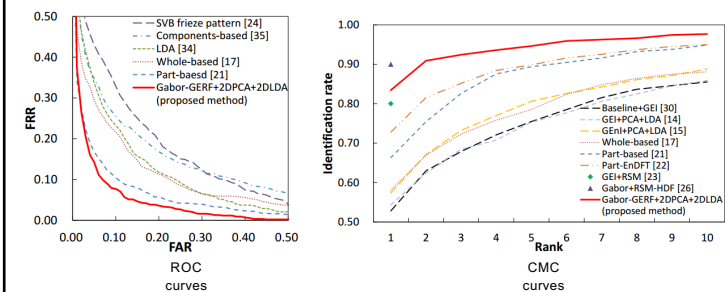 0.50
0.40
0.30
0.20
0.10
0.00
FRR
SVB frieze pattern [24]
Components-based [35]
LDA [34]
Whole-based [17]
Part-baesd [21]
Gabor-GERF+2DPCA+2DLDA
(proposed method)
0.00 0.10 0.20 0.30 0.40 0.50
FAR
ROC
curves
1.00
0.90
0.80
0.70
0.60
0.50
Identification rate
Baseline+GEI [30]
GEI+PCA+LDA [14]
GEnI+PCA+LDA [15]
Whole-based [17]
Part-based [21]
Part-EnDFT [22]
GEI+RSM [23]
Gabor+RSM-HDF [26]
Gabor-GERF+2DPCA+2DLDA
(proposed method)
1 2 3 4 5 6 7 8 9 10
Rank
CMC
curves